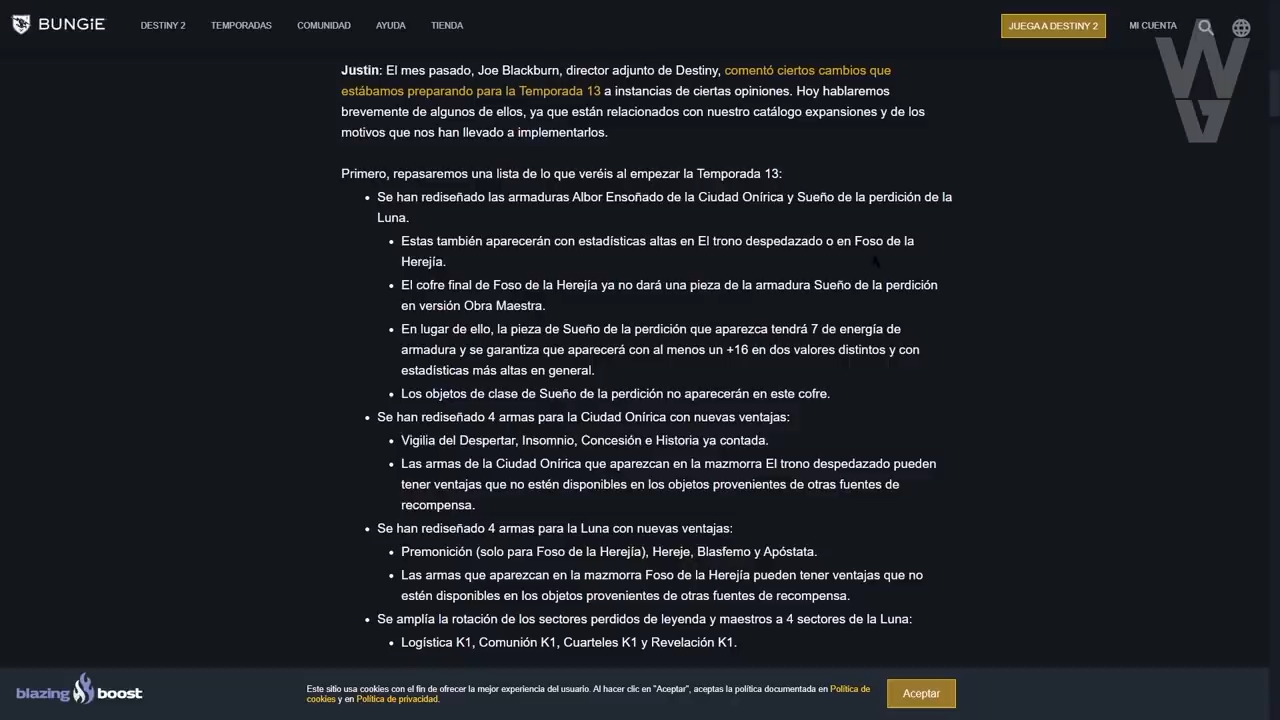 BUNGiE DESTINY 2 TEMPORADAS COMUNIDAD AYUDA TIENDA JUEGA A DESTINY 2 MI CUENTA
WG
Justin: El mes pasado, Joe Blackburn, director adjunto de Destiny, comentó ciertos cambios que
estábamos preparando para la Temporada 13 a instancias de ciertas opiniones. Hoy hablaremos
brevemente de algunos de ellos, ya que están relacionados con nuestro catálogo expansiones y de los
motivos que nos han llevado a implementarlos.
Primero, repasaremos una lista de lo que veréis al empezar la Temporada 13:
• Se han rediseñado las armaduras Albor Ensoñado de la Ciudad Onírica y Sueño de la perdición de la
Luna.
• Estas también aparecerán con estadísticas altas en El trono despedazado o en Foso de la
Herejía.
• El cofre final de Foso de la Herejía ya no dará una pieza de la armadura Sueño de la perdición
en versión Obra Maestra.
• En lugar de ello, la pieza de Sueño de la perdición que aparezca tendrá 7 de energía de
armadura y se garantiza que aparecerá con al menos un +16 en dos valores distintos y con
estadísticas más altas en general.
• Los objetos de clase de Sueño de la perdición no aparecerán en este cofre.
• Se han rediseñado 4 armas para la Ciudad Onírica con nuevas ventajas:
• Vigilia del Despertar, Insomnio, Concesión e Historia ya contada.
• Las armas de la Ciudad Onírica que aparezcan en la mazmorra El trono despedazado pueden
tener ventajas que no estén disponibles en los objetos provenientes de otras fuentes de
recompensa.
• Se han rediseñado 4 armas para la Luna con nuevas ventajas:
• Premonición (solo para Foso de la Herejía), Hereje, Blasfemo y Apóstata.
• Las armas que aparezcan en la mazmorra Foso de la Herejía pueden tener ventajas que no
estén disponibles en los objetos provenientes de otras fuentes de recompensa.
• Se amplía la rotación de los sectores perdidos de leyenda y maestros a 4 sectores de la Luna:
• Logística K1, Comunión K1, Cuarteles K1 y Revelación K1.
blazing boost
Este sitio usa cookies con el fin de ofrecer la mejor experiencia del usuario. Al hacer clic en "Aceptar", aceptas la política documentada en Política de
cookies y en Política de privacidad.
Aceptar